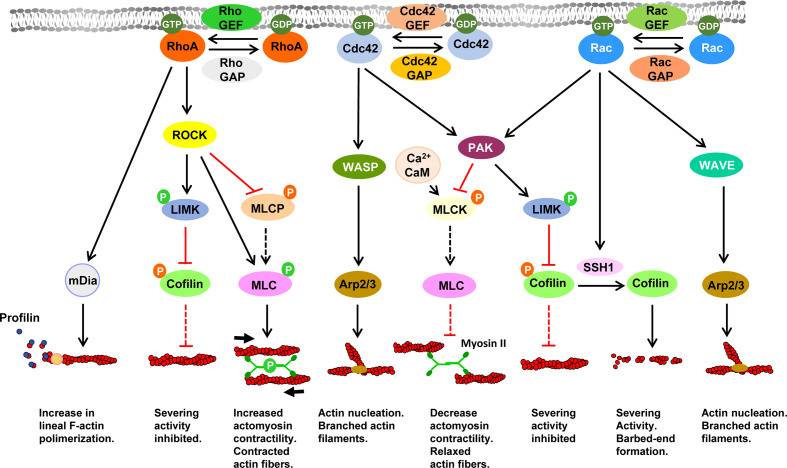 Rho
GEF
GTP
GDP
RhoA
RhoA
Rho
GAP
Cdc42
GEF
GTP
GDP
Cdc42
Cdc42
Cdc42
GAP
Rac
GEF
GTP
GDP
Rac
Rac
Rac
GAP
ROCK
PAK
WASP
Ca2+
CaM
WAVE
P
LIMK
P
MLCP
P
MLCK
P
LIMK
SSH1
mDia
P
Cofilin
P
MLC
Arp2/3
MLC
P
Cofilin
Cofilin
Arp2/3
Profilin
P
Myosin II
Increase in
lineal F-actin
polimerization.
Severing
activity
inhibited.
Increased
actomyosin
contractility.
Contracted
actin fibers.
Actin nucleation.
Branched actin
filaments.
Decrease
actomyosin
contractility.
Relaxed
actin fibers.
Severing
activity
inhibited
Severing
Activity.
Barbed-end
formation.
Actin nucleation.
Branched actin
filaments.